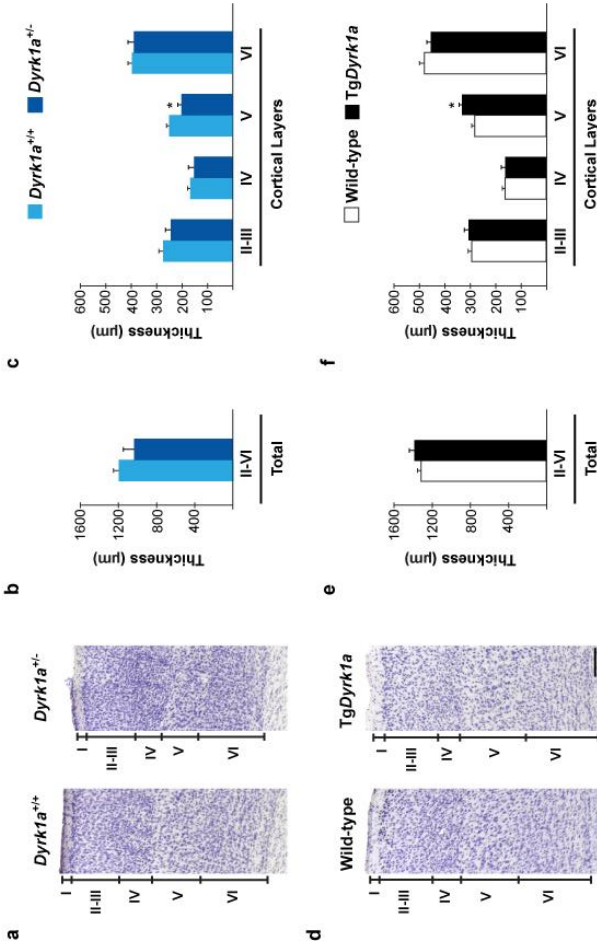 a
Dyrk1a+/+
Dyrk1a+/-
I
II-III
IV
V
VI
I
II-III
IV
V
VI
b
Thickness (µm)
1600
1200
800
400
II-VI
Total
c
Dyrk1a+/+
Dyrk1a+/-
Thickness (µm)
600
500
400
300
200
100
*
II-III
IV
V
VI
Cortical Layers
d
Wild-type
TgDyrk1a
I
II-III
IV
V
VI
I
II-III
IV
V
VI
e
Thickness (µm)
1600
1200
800
400
II-VI
Total
f
Wild-type
TgDyrk1a
Thickness (µm)
600
500
400
300
200
100
*
II-III
IV
V
VI
Cortical Layers